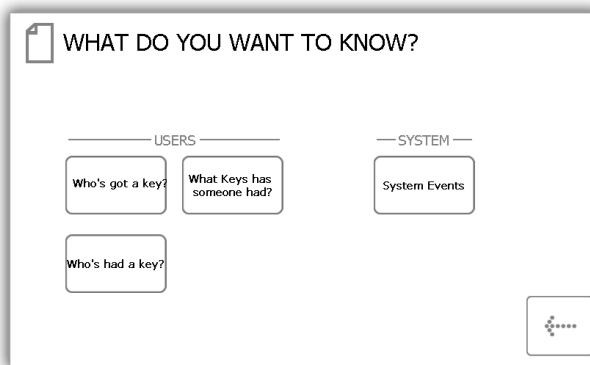 WHAT DO YOU WANT TO KNOW?
USERS
SYSTEM
Who's got a key?
What Keys has
someone had?
System Events
Who's had a key?